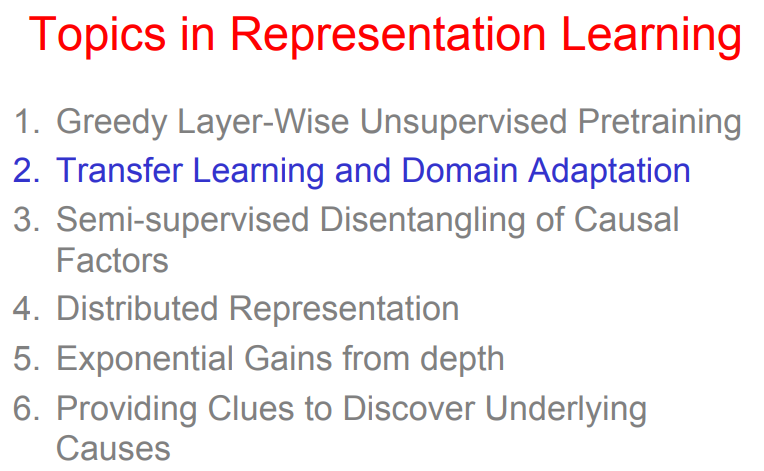 Topics in Representation Learning
1. Greedy Layer-Wise Unsupervised Pretraining
2. Transfer Learning and Domain Adaptation
3. Semi-supervised Disentangling of Causal
Factors
4. Distributed Representation
5. Exponential Gains from depth
6. Providing Clues to Discover Underlying
Causes